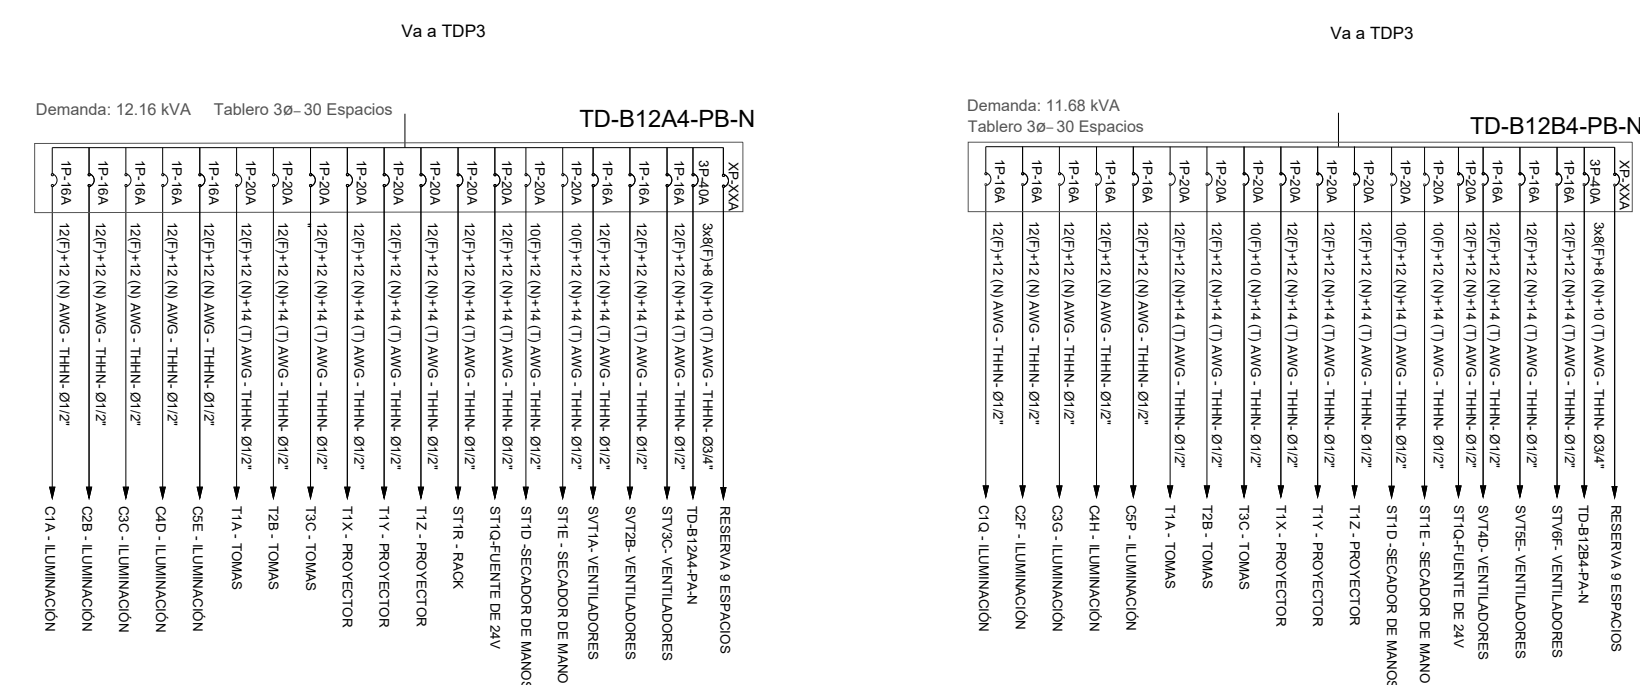 Va a TDP3
Demanda: 12.16 kVA
Tablero 3ø– 30 Espacios
TD-B12A4-PB-N
1P-16A
1P-16A
1P-16A
1P-16A
1P-16A
1P-20A
1P-20A
1P-20A
1P-20A
1P-20A
1P-20A
1P-20A
1P-20A
1P-20A
1P-20A
1P-16A
1P-16A
1P-16A
3P-40A
XP-XXA
12(F)+12 (N) AWG - THHN- Ø1/2"
12(F)+12 (N) AWG - THHN- Ø1/2"
12(F)+12 (N) AWG - THHN- Ø1/2"
12(F)+12 (N) AWG - THHN- Ø1/2"
12(F)+12 (N) AWG - THHN- Ø1/2"
12(F)+12 (N)+14 (T) AWG - THHN- Ø1/2"
12(F)+12 (N)+14 (T) AWG - THHN- Ø1/2"
12(F)+12 (N)+14 (T) AWG - THHN- Ø1/2"
12(F)+12 (N)+14 (T) AWG - THHN- Ø1/2"
12(F)+12 (N)+14 (T) AWG - THHN- Ø1/2"
12(F)+12 (N)+14 (T) AWG - THHN- Ø1/2"
12(F)+12 (N)+14 (T) AWG - THHN- Ø1/2"
12(F)+12 (N)+14 (T) AWG - THHN- Ø1/2"
10(F)+12 (N)+14 (T) AWG - THHN- Ø1/2"
10(F)+12 (N)+14 (T) AWG - THHN- Ø1/2"
12(F)+12 (N)+14 (T) AWG - THHN- Ø1/2"
12(F)+12 (N)+14 (T) AWG - THHN- Ø1/2"
12(F)+12 (N)+14 (T) AWG - THHN- Ø1/2"
3x8(F)+8 (N)+10 (T) AWG - THHN- Ø3/4"
C1A - ILUMINACIÓN
C2B - ILUMINACIÓN
C3C - ILUMINACIÓN
C4D - ILUMINACIÓN
C5E - ILUMINACIÓN
T1A - TOMAS
T2B - TOMAS
T3C - TOMAS
T1X - PROYECTOR
T1Y - PROYECTOR
T1Z - PROYECTOR
ST1R - RACK
ST1Q-FUENTE DE 24V
ST1D -SECADOR DE MANOS
ST1E - SECADOR DE MANO
SVT1A- VENTILADORES
SVT2B- VENTILADORES
STV3C- VENTILADORES
TD-B12A4-PA-N
RESERVA 9 ESPACIOS
Va a TDP3
Demanda: 11.68 kVA
Tablero 3ø– 30 Espacios
TD-B12B4-PB-N
1P-16A
1P-16A
1P-16A
1P-16A
1P-16A
1P-20A
1P-20A
1P-20A
1P-20A
1P-20A
1P-20A
1P-20A
1P-20A
1P-20A
1P-16A
1P-16A
1P-16A
3P-40A
XP-XXA
12(F)+12 (N) AWG - THHN- Ø1/2"
12(F)+12 (N) AWG - THHN- Ø1/2"
12(F)+12 (N) AWG - THHN- Ø1/2"
12(F)+12 (N) AWG - THHN- Ø1/2"
12(F)+12 (N) AWG - THHN- Ø1/2"
12(F)+12 (N)+14 (T) AWG - THHN- Ø1/2"
12(F)+12 (N)+14 (T) AWG - THHN- Ø1/2"
12(F)+10 (N)+14 (T) AWG - THHN- Ø1/2"
12(F)+12 (N)+14 (T) AWG - THHN- Ø1/2"
12(F)+12 (N)+14 (T) AWG - THHN- Ø1/2"
12(F)+12 (N)+14 (T) AWG - THHN- Ø1/2"
10(F)+12 (N)+14 (T) AWG - THHN- Ø1/2"
10(F)+12 (N)+14 (T) AWG - THHN- Ø1/2"
12(F)+12 (N)+14 (T) AWG - THHN- Ø1/2"
12(F)+12 (N)+14 (T) AWG - THHN- Ø1/2"
12(F)+12 (N)+14 (T) AWG - THHN- Ø1/2"
12(F)+12 (N)+14 (T) AWG - THHN- Ø1/2"
3x8(F)+8 (N)+10 (T) AWG - THHN- Ø3/4"
C1Q - ILUMINACIÓN
C2F - ILUMINACIÓN
C3G - ILUMINACIÓN
C4H - ILUMINACIÓN
C5P - ILUMINACIÓN
T1A - TOMAS
T2B - TOMAS
T3C - TOMAS
T1X - PROYECTOR
T1Y - PROYECTOR
T1Z - PROYECTOR
ST1D -SECADOR DE MANOS
ST1E - SECADOR DE MANO
ST1Q-FUENTE DE 24V
SVT4D- VENTILADORES
SVT5E- VENTILADORES
STV6F- VENTILADORES
TD-B12B4-PA-N
RESERVA 9 ESPACIOS